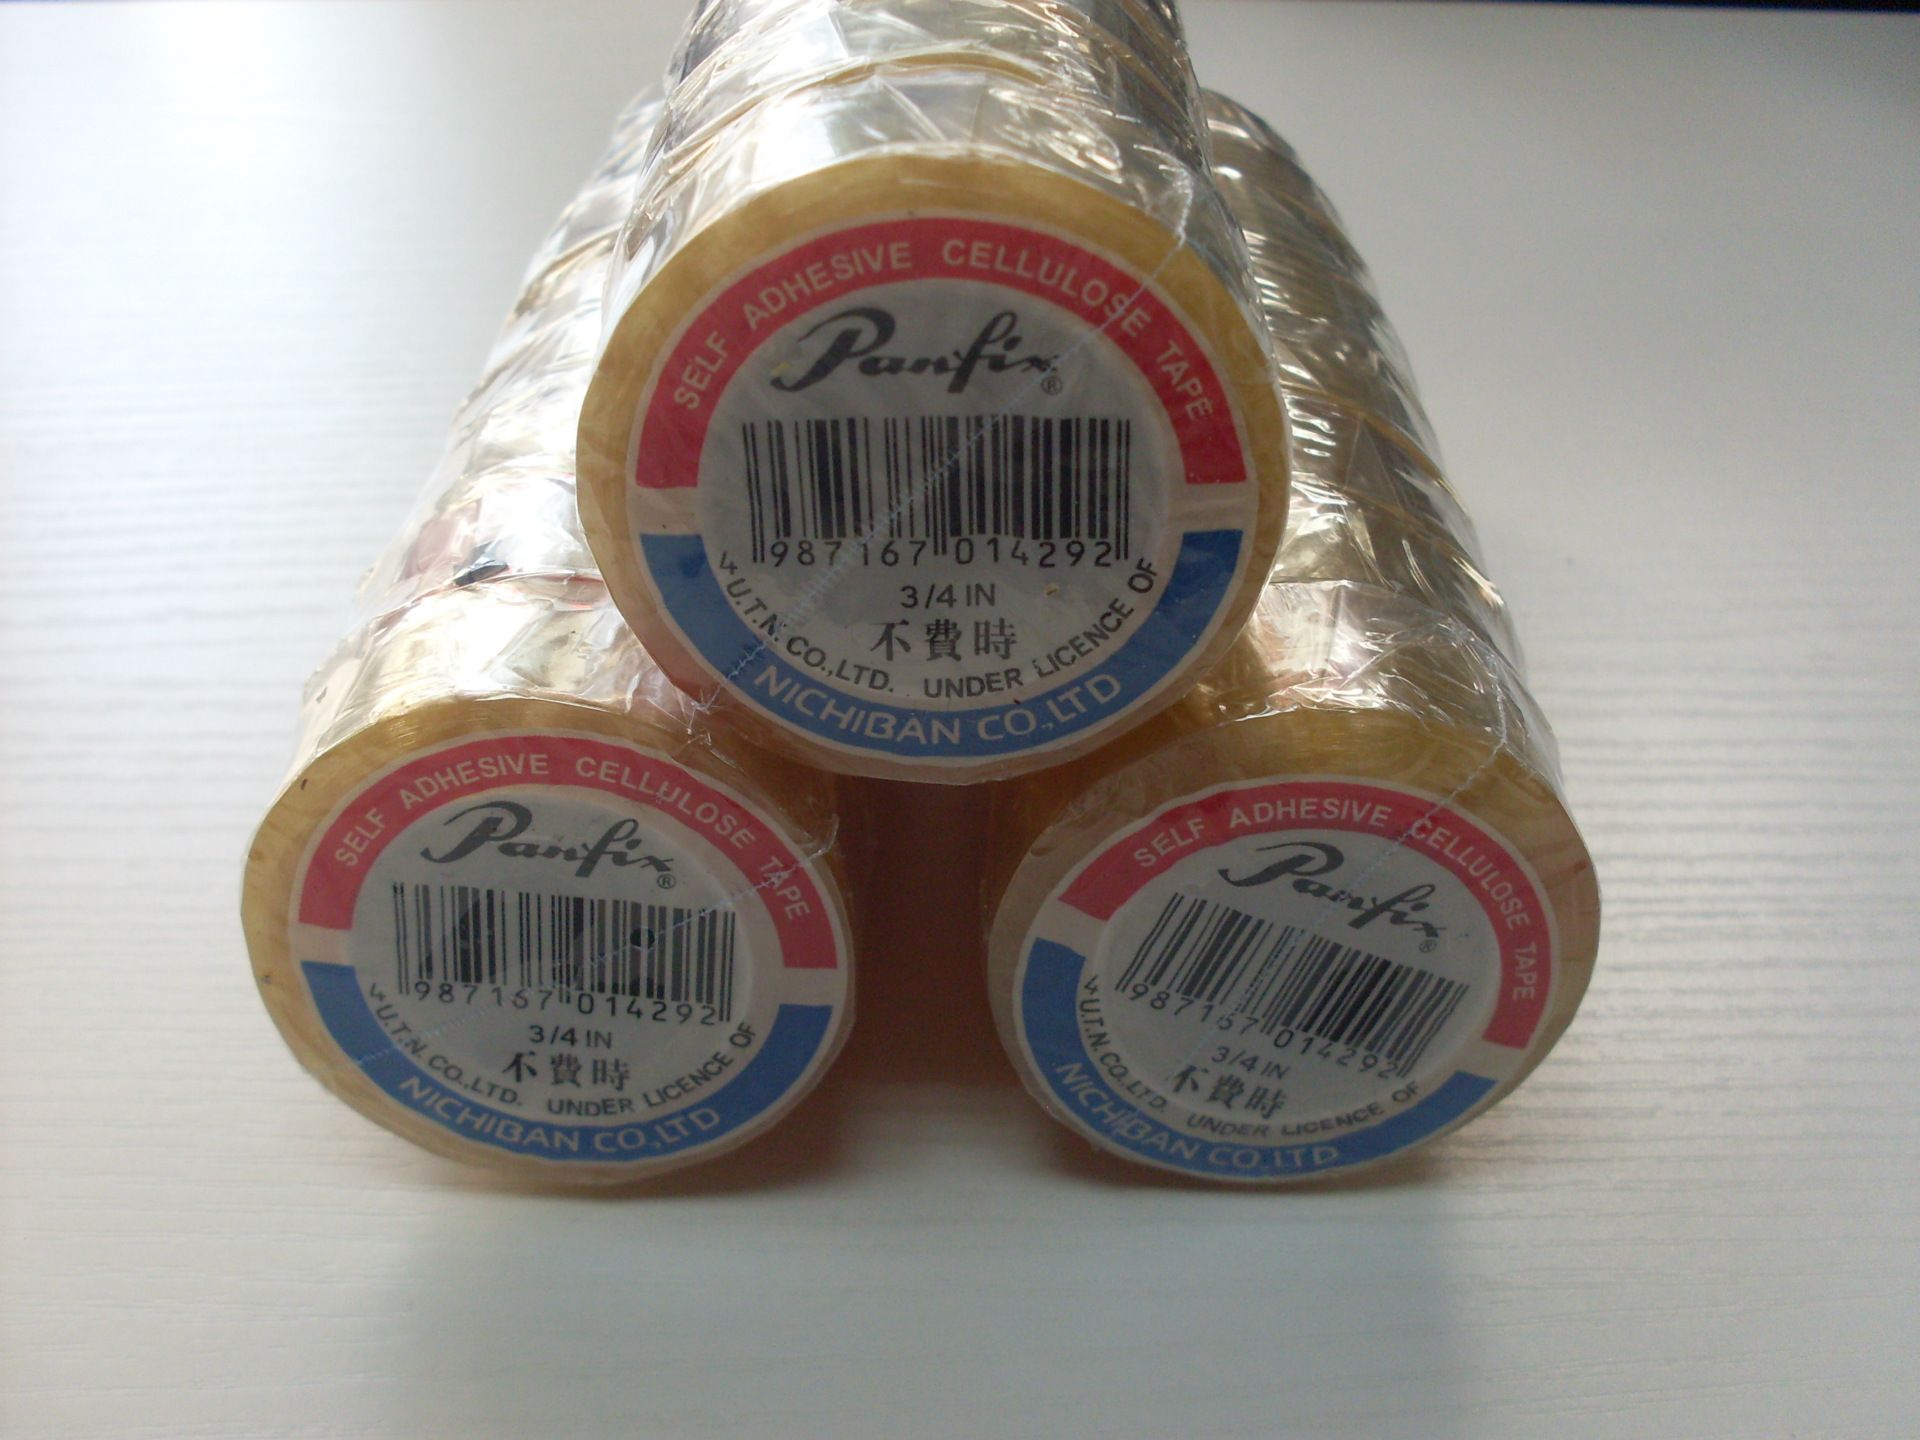 SELF ADHESIVE CELLULOSE TAPE
Panfix®
4 987167 014292
3/4 IN
不費時
U.T.N. CO.,LTD. UNDER LICENCE OF
NICHIBAN CO.,LTD
SELF ADHESIVE CELLULOSE TAPE
Panfix®
4 987167 014292
3/4 IN
不費時
U.T.N. CO.,LTD. UNDER LICENCE OF
NICHIBAN CO.,LTD
SELF ADHESIVE CELLULOSE TAPE
Panfix®
4 987167 014292
3/4 IN
不費時
U.T.N. CO.,LTD. UNDER LICENCE OF
NICHIBAN CO.,LTD